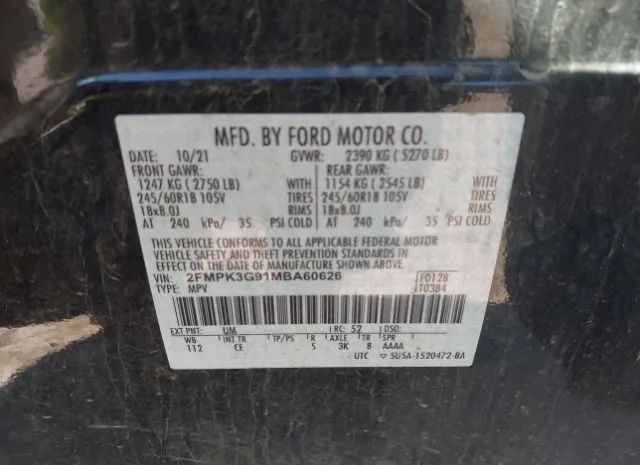 MFD. BY FORD MOTOR CO.
DATE: 10/21 GVWR: 2390 KG ( 5270 LB)
FRONT GAWR: REAR GAWR:
1247 KG ( 2750 LB) WITH 1154 KG ( 2545 LB) WITH
245/60R18 105V TIRES 245/60R18 105V TIRES
18x8.0J RIMS 18x8.0J RIMS
AT 240 kPa/ 35 PSI COLD AT 240 kPa/ 35 PSI COLD
THIS VEHICLE CONFORMS TO ALL APPLICABLE FEDERAL MOTOR
VEHICLE SAFETY AND THEFT PREVENTION STANDARDS IN
EFFECT ON THE DATE OF MANUFACTURE SHOWN ABOVE.
VIN: 2FMPK3G91MBA60626 F0128
TYPE: MPV T0384
EXT PNT: UM RC: 52 DSO:
WB INT TR TP/PS R AXLE TR SPR
112 CE 5 3K 8 AAAA
UTC ▽ 5U5A-1520472-BA